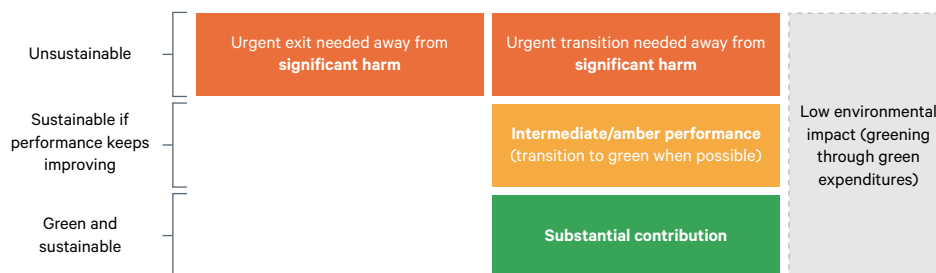 Unsustainable
Urgent exit needed away from
significant harm
Urgent transition needed away from
significant harm
Sustainable if
performance keeps
improving
Intermediate/amber performance
(transition to green when possible)
Low environmental
impact (greening
through green
expenditures)
Green and
sustainable
Substantial contribution